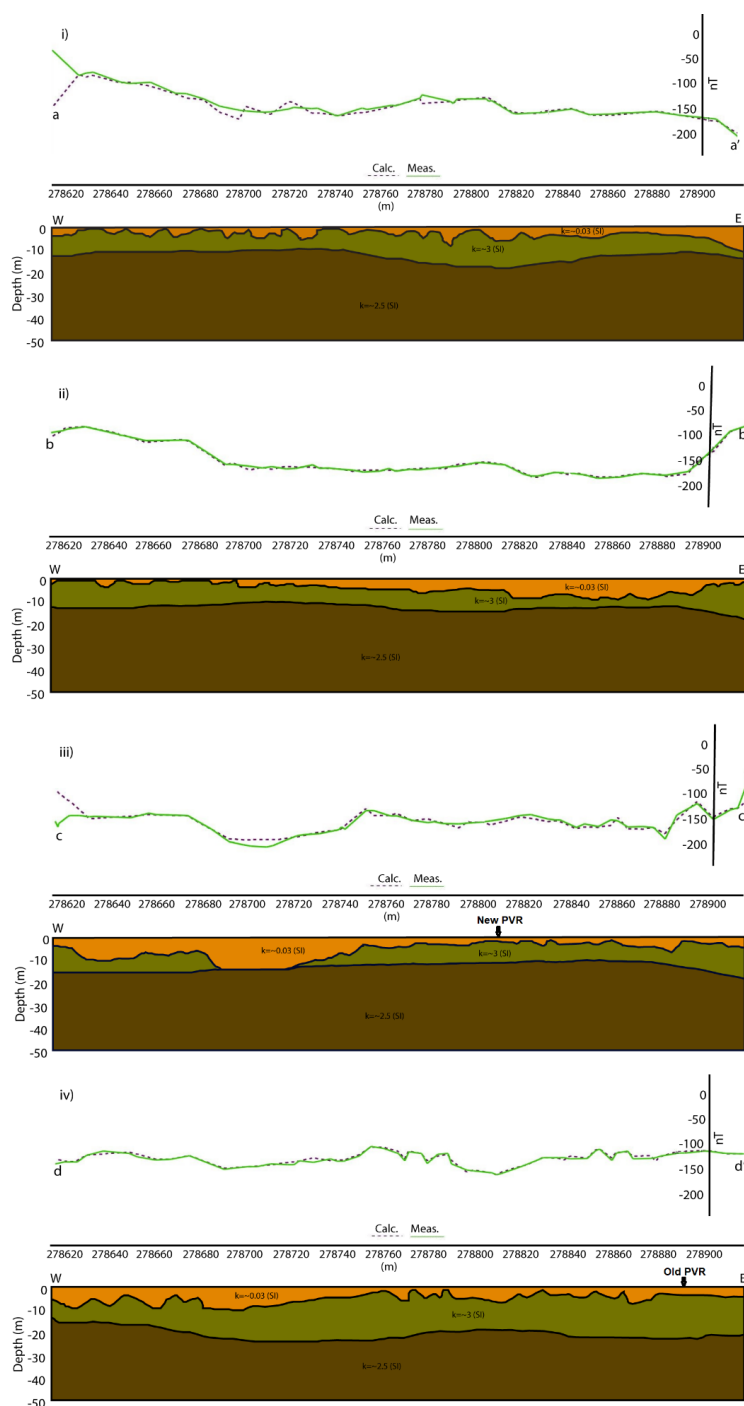 i)
0
-50
-100
-150
-200
nT
a
a'
Calc. Meas.
278620 278640 278660 278680 278700 278720 278740 278760 278780 278800 278820 278840 278860 278880 278900
(m)
W E
0
-10
-20
-30
-40
-50
Depth (m)
k=~0.03 (SI)
k=~3 (SI)
k=~2.5 (SI)
ii)
0
-50
-100
-150
-200
nT
b
b
Calc. Meas.
278620 278640 278660 278680 278700 278720 278740 278760 278780 278800 278820 278840 278860 278880 278900
(m)
W E
0
-10
-20
-30
-40
-50
Depth (m)
k=~0.03 (SI)
k=~3 (SI)
k=~2.5 (SI)
iii)
0
-50
-100
-150
-200
nT
c
Calc. Meas.
278620 278640 278660 278680 278700 278720 278740 278760 278780 278800 278820 278840 278860 278880 278900
(m)
New PVR
W E
0
-10
-20
-30
-40
-50
Depth (m)
k=~0.03 (SI)
k=~3 (SI)
k=~2.5 (SI)
iv)
0
-50
-100
-150
-200
nT
d
d'
Calc. Meas.
278620 278640 278660 278680 278700 278720 278740 278760 278780 278800 278820 278840 278860 278880 278900
(m)
Old PVR
W E
0
-10
-20
-30
-40
-50
Depth (m)
k=~0.03 (SI)
k=~3 (SI)
k=~2.5 (SI)